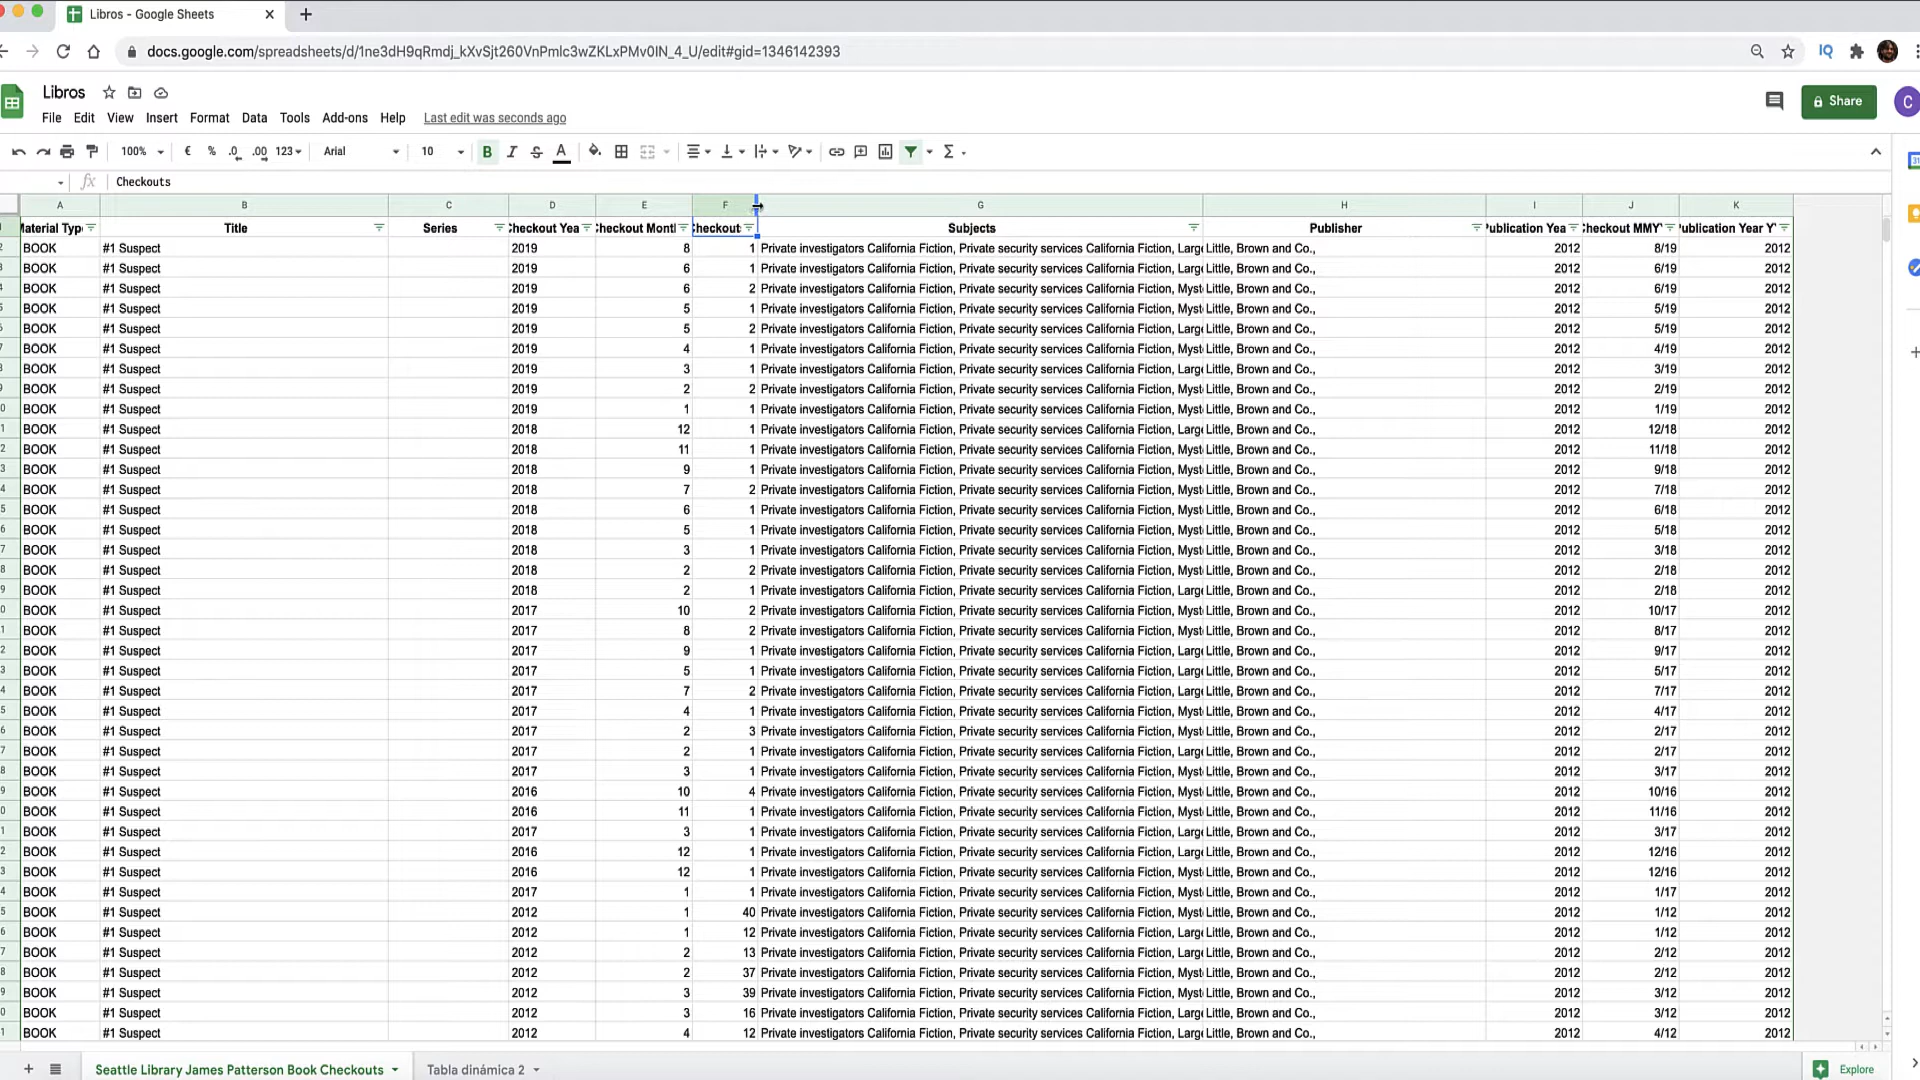 Libros - Google Sheets
docs.google.com/spreadsheets/d/1ne3dH9qRmdj_kXvSjt260VnPmlc3wZKLxPMv0IN_4_U/edit#gid=1346142393
Libros
Share
C
File Edit View Insert Format Data Tools Add-ons Help Last edit was seconds ago
100% € % .0 .00 123 Arial 10 B I S A Σ
fx Checkouts
A B C D E F G H I J K
Title Series Checkout Subjects Publisher
BOOK #1 Suspect 2019 8 1 Private investigators California Fiction, Private security services California Fiction, Large Little, Brown and Co., 2012 8/19 2012
BOOK #1 Suspect 2019 6 1 Private investigators California Fiction, Private security services California Fiction, Large Little, Brown and Co., 2012 6/19 2012
BOOK #1 Suspect 2019 6 2 Private investigators California Fiction, Private security services California Fiction, Myst Little, Brown and Co., 2012 6/19 2012
BOOK #1 Suspect 2019 5 1 Private investigators California Fiction, Private security services California Fiction, Myst Little, Brown and Co., 2012 5/19 2012
BOOK #1 Suspect 2019 5 2 Private investigators California Fiction, Private security services California Fiction, Large Little, Brown and Co., 2012 5/19 2012
BOOK #1 Suspect 2019 4 1 Private investigators California Fiction, Private security services California Fiction, Myst Little, Brown and Co., 2012 4/19 2012
BOOK #1 Suspect 2019 3 1 Private investigators California Fiction, Private security services California Fiction, Large Little, Brown and Co., 2012 3/19 2012
BOOK #1 Suspect 2019 2 2 Private investigators California Fiction, Private security services California Fiction, Myst Little, Brown and Co., 2012 2/19 2012
BOOK #1 Suspect 2019 1 1 Private investigators California Fiction, Private security services California Fiction, Myst Little, Brown and Co., 2012 1/19 2012
BOOK #1 Suspect 2018 12 1 Private investigators California Fiction, Private security services California Fiction, Large Little, Brown and Co., 2012 12/18 2012
BOOK #1 Suspect 2018 11 1 Private investigators California Fiction, Private security services California Fiction, Myst Little, Brown and Co., 2012 11/18 2012
BOOK #1 Suspect 2018 9 1 Private investigators California Fiction, Private security services California Fiction, Myst Little, Brown and Co., 2012 9/18 2012
BOOK #1 Suspect 2018 7 2 Private investigators California Fiction, Private security services California Fiction, Myst Little, Brown and Co., 2012 7/18 2012
BOOK #1 Suspect 2018 6 1 Private investigators California Fiction, Private security services California Fiction, Myst Little, Brown and Co., 2012 6/18 2012
BOOK #1 Suspect 2018 5 1 Private investigators California Fiction, Private security services California Fiction, Myst Little, Brown and Co., 2012 5/18 2012
BOOK #1 Suspect 2018 3 1 Private investigators California Fiction, Private security services California Fiction, Myst Little, Brown and Co., 2012 3/18 2012
BOOK #1 Suspect 2018 2 2 Private investigators California Fiction, Private security services California Fiction, Myst Little, Brown and Co., 2012 2/18 2012
BOOK #1 Suspect 2018 2 1 Private investigators California Fiction, Private security services California Fiction, Large Little, Brown and Co., 2012 2/18 2012
BOOK #1 Suspect 2017 10 2 Private investigators California Fiction, Private security services California Fiction, Myst Little, Brown and Co., 2012 10/17 2012
BOOK #1 Suspect 2017 8 2 Private investigators California Fiction, Private security services California Fiction, Myst Little, Brown and Co., 2012 8/17 2012
BOOK #1 Suspect 2017 9 1 Private investigators California Fiction, Private security services California Fiction, Large Little, Brown and Co., 2012 9/17 2012
BOOK #1 Suspect 2017 5 1 Private investigators California Fiction, Private security services California Fiction, Myst Little, Brown and Co., 2012 5/17 2012
BOOK #1 Suspect 2017 7 2 Private investigators California Fiction, Private security services California Fiction, Large Little, Brown and Co., 2012 7/17 2012
BOOK #1 Suspect 2017 4 1 Private investigators California Fiction, Private security services California Fiction, Myst Little, Brown and Co., 2012 4/17 2012
BOOK #1 Suspect 2017 2 3 Private investigators California Fiction, Private security services California Fiction, Myst Little, Brown and Co., 2012 2/17 2012
BOOK #1 Suspect 2017 2 1 Private investigators California Fiction, Private security services California Fiction, Large Little, Brown and Co., 2012 2/17 2012
BOOK #1 Suspect 2017 3 1 Private investigators California Fiction, Private security services California Fiction, Myst Little, Brown and Co., 2012 3/17 2012
BOOK #1 Suspect 2016 10 4 Private investigators California Fiction, Private security services California Fiction, Myst Little, Brown and Co., 2012 10/16 2012
BOOK #1 Suspect 2016 11 1 Private investigators California Fiction, Private security services California Fiction, Myst Little, Brown and Co., 2012 11/16 2012
BOOK #1 Suspect 2017 3 1 Private investigators California Fiction, Private security services California Fiction, Large Little, Brown and Co., 2012 3/17 2012
BOOK #1 Suspect 2016 12 1 Private investigators California Fiction, Private security services California Fiction, Large Little, Brown and Co., 2012 12/16 2012
BOOK #1 Suspect 2016 12 1 Private investigators California Fiction, Private security services California Fiction, Myst Little, Brown and Co., 2012 12/16 2012
BOOK #1 Suspect 2017 1 1 Private investigators California Fiction, Private security services California Fiction, Myst Little, Brown and Co., 2012 1/17 2012
BOOK #1 Suspect 2012 1 40 Private investigators California Fiction, Private security services California Fiction, Myst Little, Brown and Co., 2012 1/12 2012
BOOK #1 Suspect 2012 1 12 Private investigators California Fiction, Private security services California Fiction, Large Little, Brown and Co., 2012 1/12 2012
BOOK #1 Suspect 2012 2 13 Private investigators California Fiction, Private security services California Fiction, Large Little, Brown and Co., 2012 2/12 2012
BOOK #1 Suspect 2012 2 37 Private investigators California Fiction, Private security services California Fiction, Myst Little, Brown and Co., 2012 2/12 2012
BOOK #1 Suspect 2012 3 39 Private investigators California Fiction, Private security services California Fiction, Myst Little, Brown and Co., 2012 3/12 2012
BOOK #1 Suspect 2012 3 16 Private investigators California Fiction, Private security services California Fiction, Large Little, Brown and Co., 2012 3/12 2012
BOOK #1 Suspect 2012 4 12 Private investigators California Fiction, Private security services California Fiction, Large Little, Brown and Co., 2012 4/12 2012
Seattle Library James Patterson Book Checkouts Tabla dinámica 2 Explore